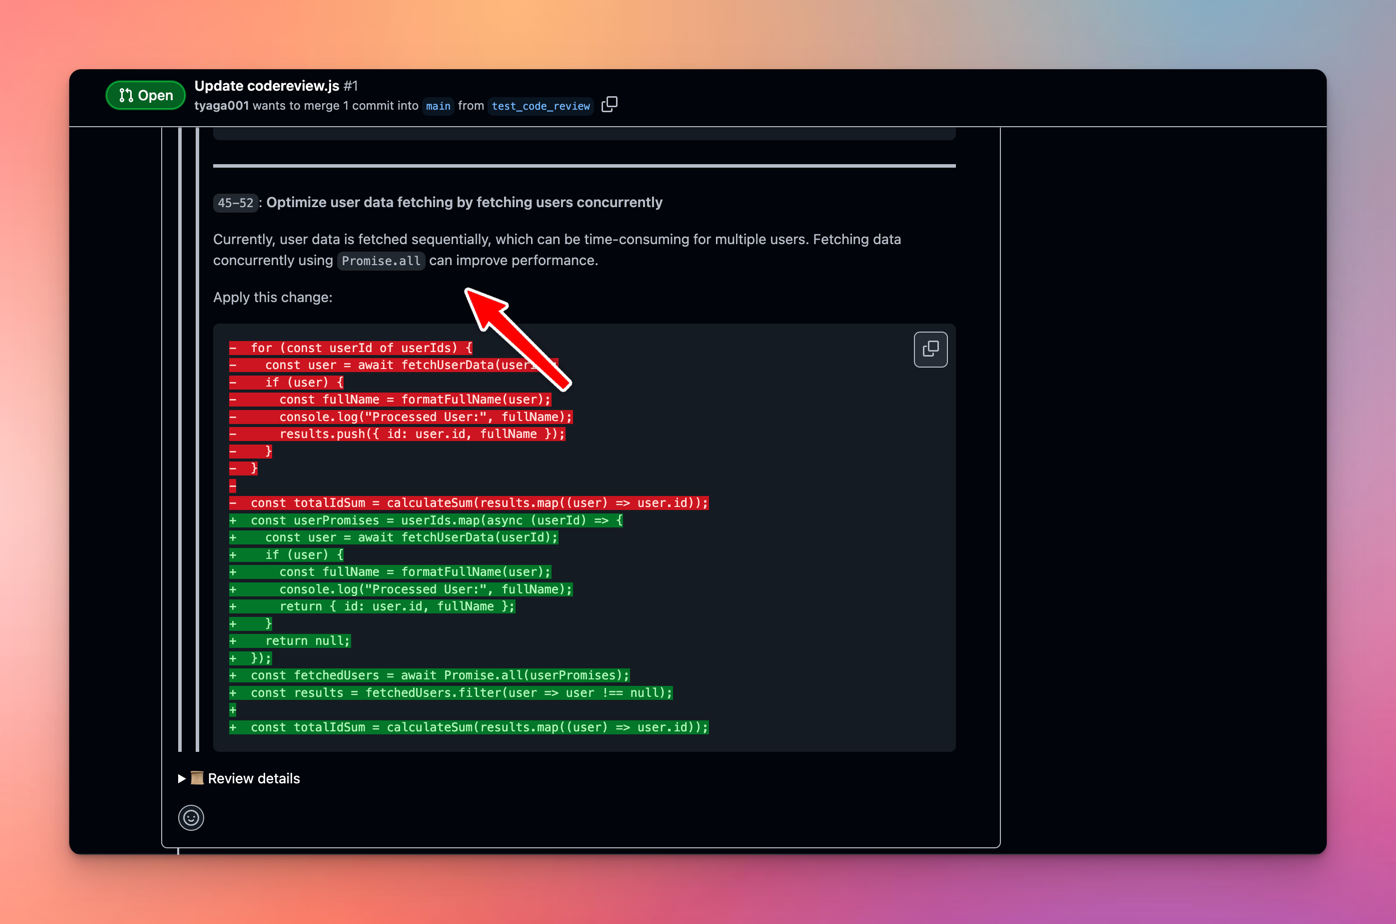 Open
Update codereview.js #1
tyaga001 wants to merge 1 commit into main from test_code_review
45–52: Optimize user data fetching by fetching users concurrently
Currently, user data is fetched sequentially, which can be time-consuming for multiple users. Fetching data
concurrently using Promise.all can improve performance.
Apply this change:
-  for (const userId of userIds) {
-    const user = await fetchUserData(
-    if (user) {
-      const fullName = formatFullName(user);
-      console.log("Processed User:", fullName);
-      results.push({ id: user.id, fullName });
-    }
-  }
-
-  const totalIdSum = calculateSum(results.map((user) => user.id));
+  const userPromises = userIds.map(async (userId) => {
+    const user = await fetchUserData(userId);
+    if (user) {
+      const fullName = formatFullName(user);
+      console.log("Processed User:", fullName);
+      return { id: user.id, fullName };
+    }
+    return null;
+  });
+  const fetchedUsers = await Promise.all(userPromises);
+  const results = fetchedUsers.filter(user => user !== null);
+
+  const totalIdSum = calculateSum(results.map((user) => user.id));
Review details